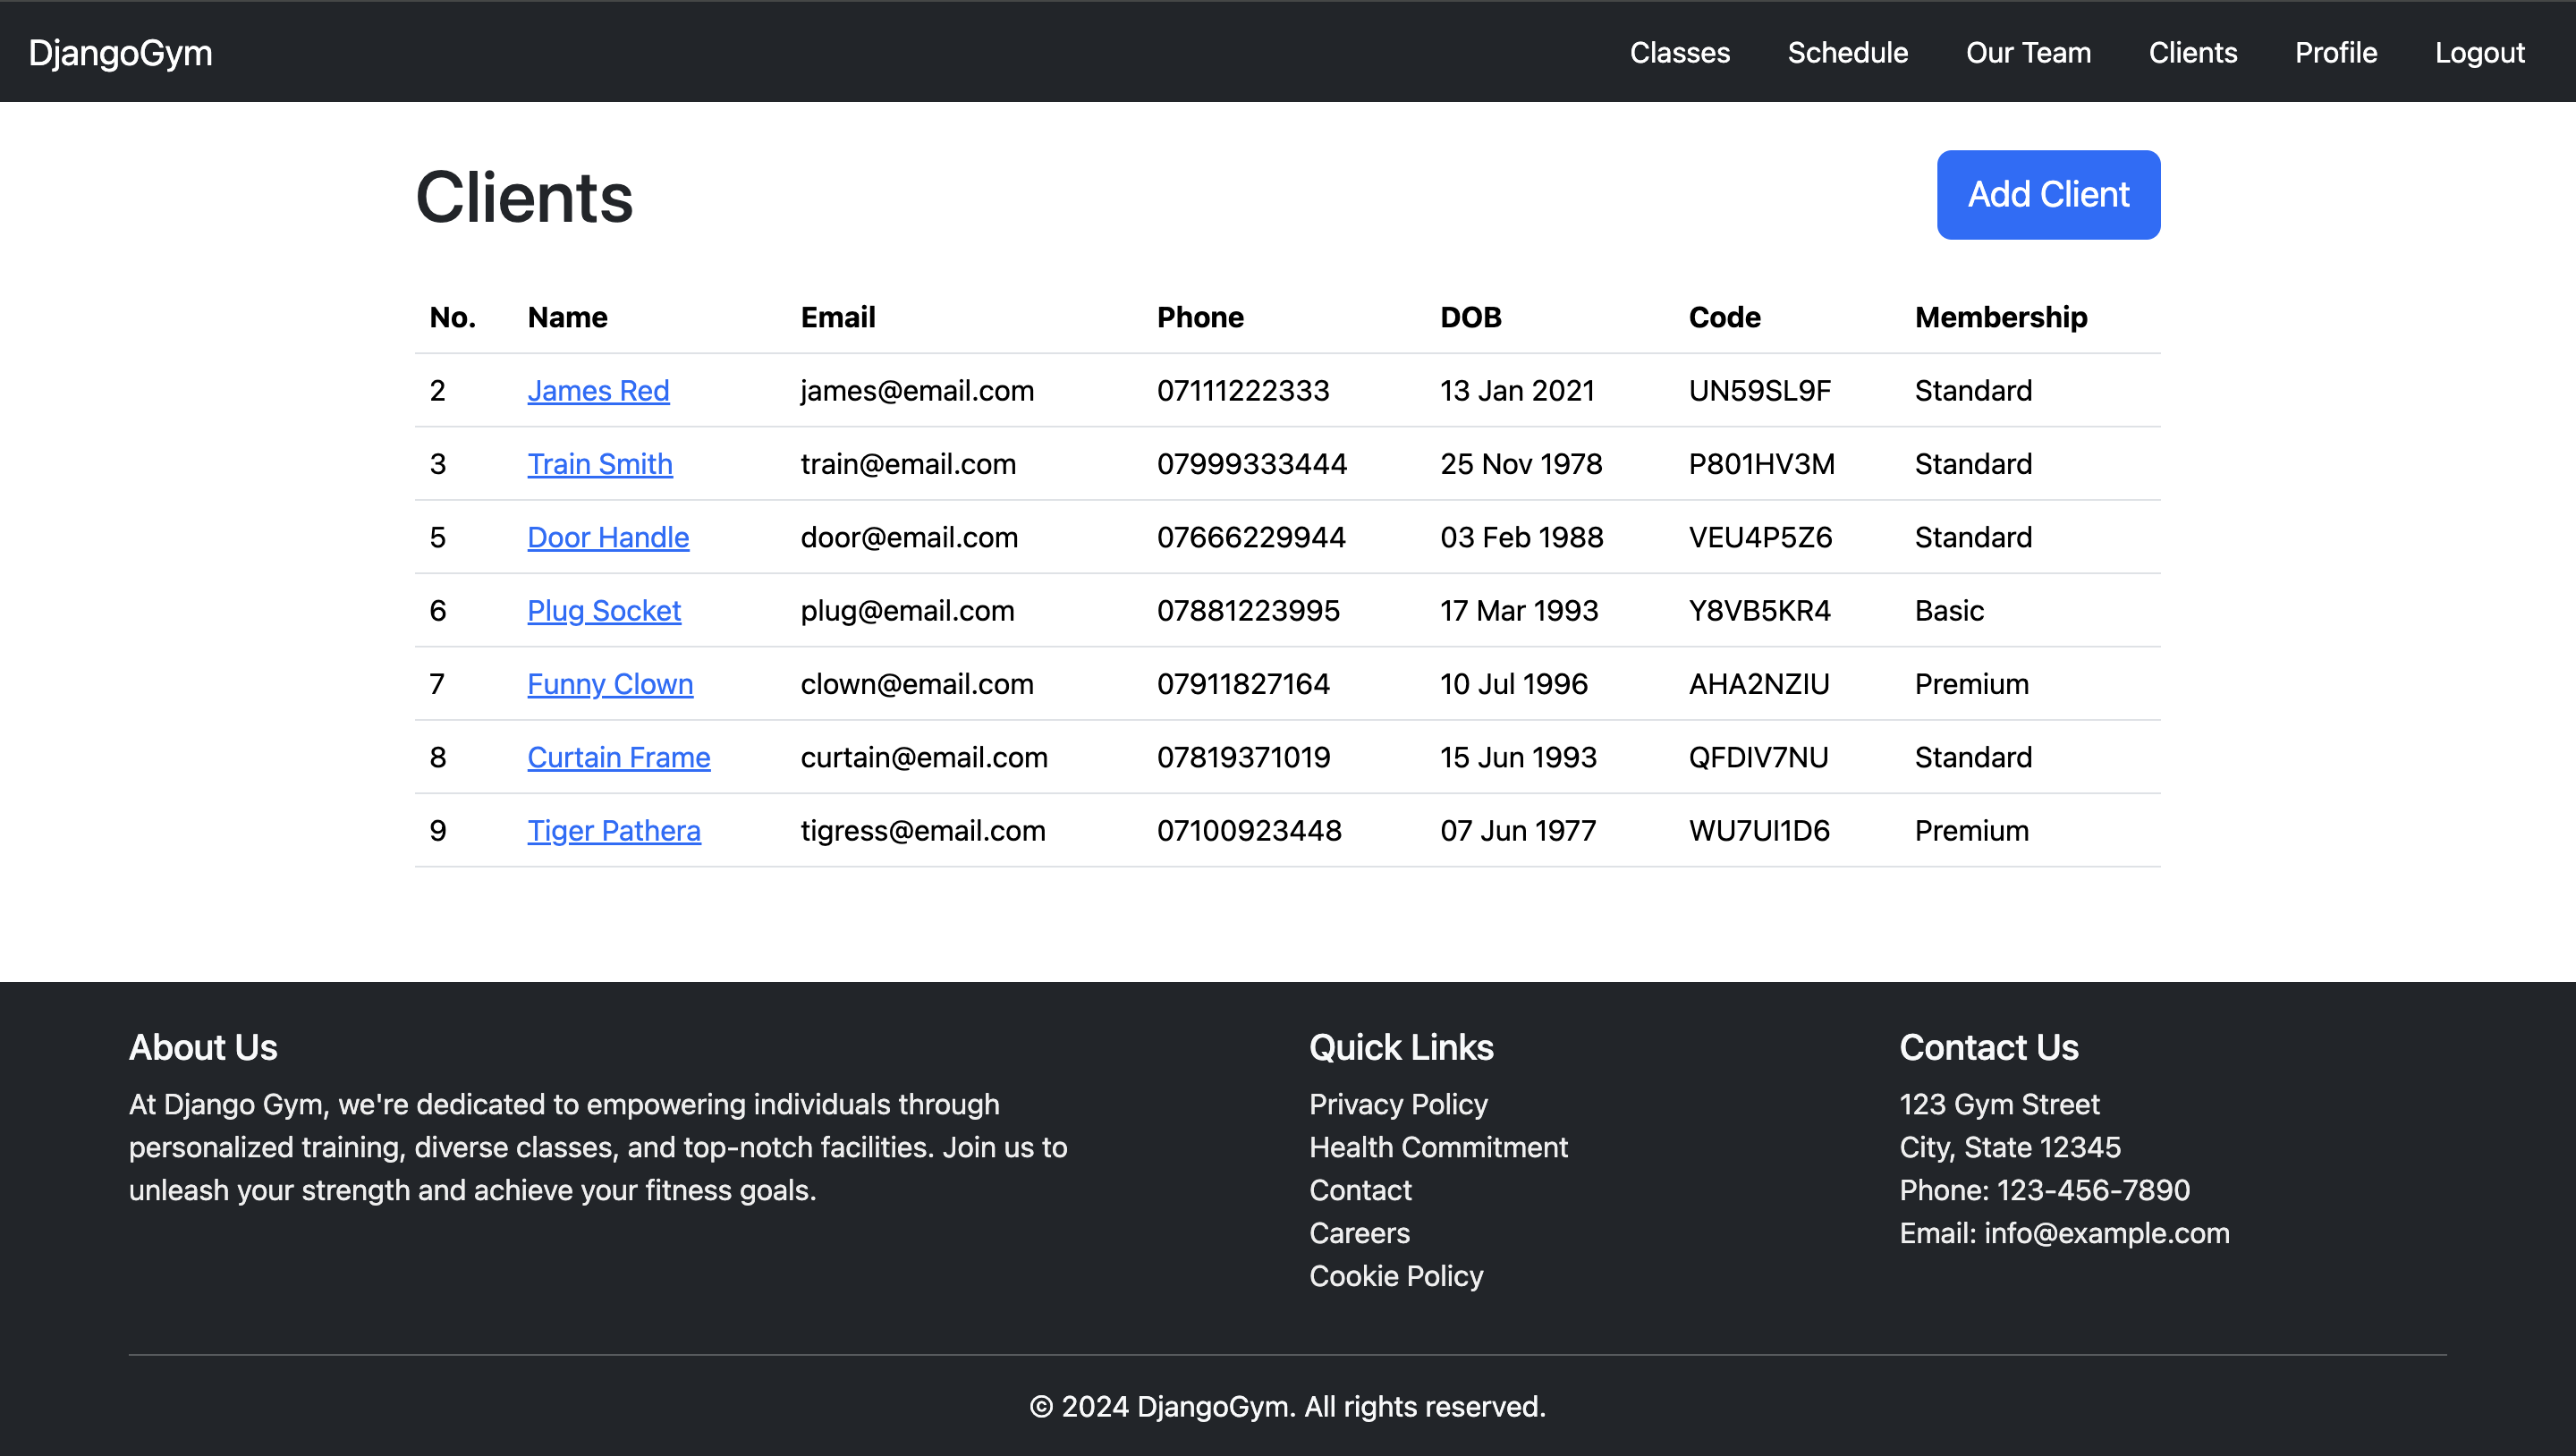 DjangoGym Classes Schedule Our Team Clients Profile Logout
Clients Add Client
No. Name Email Phone DOB Code Membership
2 James Red james@email.com 07111222333 13 Jan 2021 UN59SL9F Standard
3 Train Smith train@email.com 07999333444 25 Nov 1978 P801HV3M Standard
5 Door Handle door@email.com 07666229944 03 Feb 1988 VEU4P5Z6 Standard
6 Plug Socket plug@email.com 07881223995 17 Mar 1993 Y8VB5KR4 Basic
7 Funny Clown clown@email.com 07911827164 10 Jul 1996 AHA2NZIU Premium
8 Curtain Frame curtain@email.com 07819371019 15 Jun 1993 QFDIV7NU Standard
9 Tiger Pathera tigress@email.com 07100923448 07 Jun 1977 WU7UI1D6 Premium
About Us
At Django Gym, we're dedicated to empowering individuals through
personalized training, diverse classes, and top-notch facilities. Join us to
unleash your strength and achieve your fitness goals.
Quick Links
Privacy Policy
Health Commitment
Contact
Careers
Cookie Policy
Contact Us
123 Gym Street
City, State 12345
Phone: 123-456-7890
Email: info@example.com
© 2024 DjangoGym. All rights reserved.